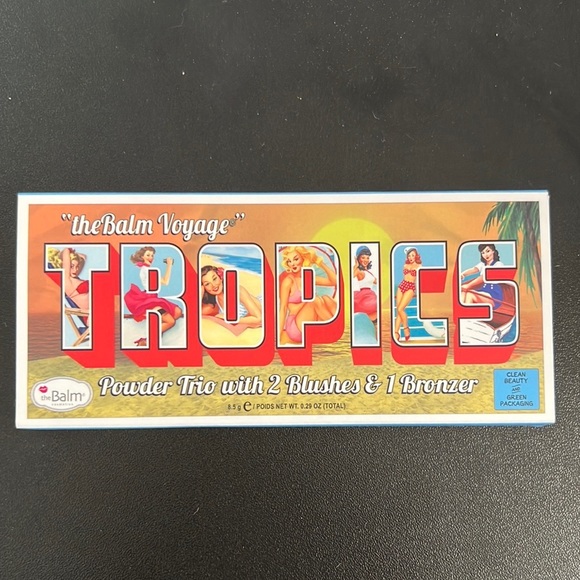 "theBalm Voyage®"
TROPICS
Powder Trio with 2 Blushes & 1 Bronzer
theBalm®
8.5 g ℮ / POIDS NET WT. 0.29 OZ (TOTAL)
CLEAN
BEAUTY
GREEN
PACKAGING